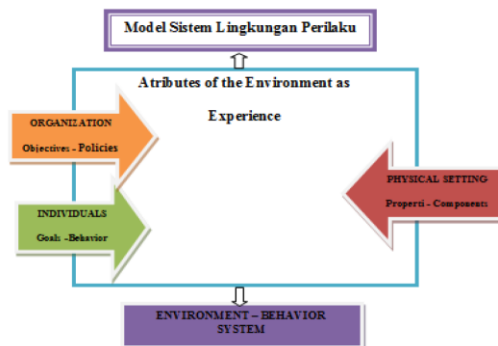 Model Sistem Lingkungan Perilaku
Atributes of the Environment as
Experience
ORGANIZATION
Objectives - Policies
INDIVIDUALS
Goals -Behavior
PHYSICAL SETTING
Properti - Components
ENVIRONMENT – BEHAVIOR
SYSTEM